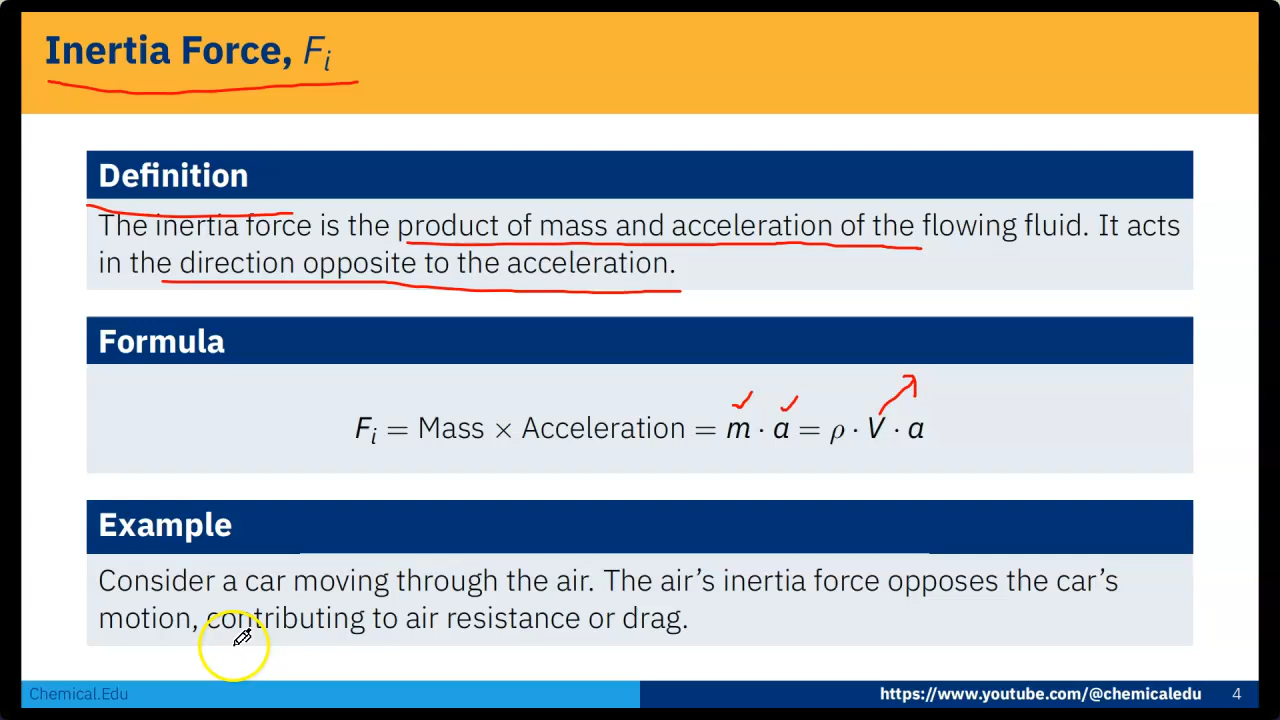 Inertia Force, Fᵢ
Definition
The inertia force is the product of mass and acceleration of the flowing fluid. It acts
in the direction opposite to the acceleration.
Formula
Fᵢ = Mass × Acceleration = m · a = ρ · V · a
Example
Consider a car moving through the air. The air’s inertia force opposes the car’s
motion, contributing to air resistance or drag.
Chemical.Edu
https://www.youtube.com/@chemicaledu 4